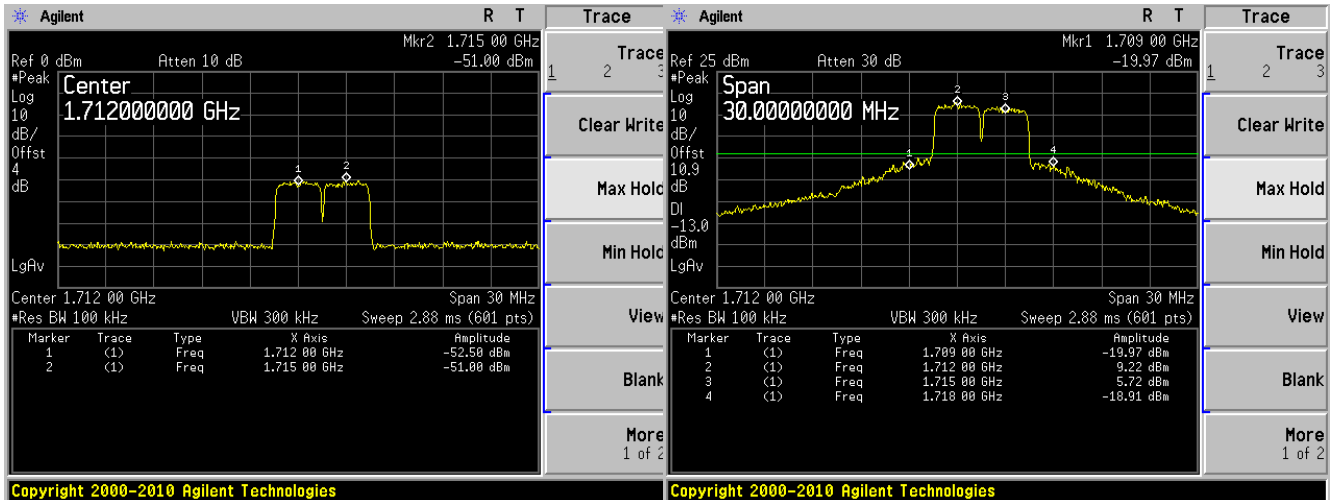 Agilent R T Trace
Mkr2 1.715 00 GHz
Ref 0 dBm Atten 10 dB -51.00 dBm
#Peak
Log
10
dB/
Offst
4
dB
LgAv
Center
1.712000000 GHz
1
2
Center 1.712 00 GHz Span 30 MHz
#Res BW 100 kHz VBW 300 kHz Sweep 2.88 ms (601 pts)
Marker Trace Type X Axis Amplitude
1 (1) Freq 1.712 00 GHz -52.50 dBm
2 (1) Freq 1.715 00 GHz -51.00 dBm
Trace
1 2 3
Clear Write
Max Hold
Min Hold
View
Blank
More
1 of 2
Copyright 2000-2010 Agilent Technologies
Agilent R T Trace
Mkr1 1.709 00 GHz
Ref 25 dBm Atten 30 dB -19.97 dBm
#Peak
Log
10
dB/
Offst
10.9
dB
DI
-13.0
dBm
LgAv
Span
30.00000000 MHz
1
2
3
4
Center 1.712 00 GHz Span 30 MHz
#Res BW 100 kHz VBW 300 kHz Sweep 2.88 ms (601 pts)
Marker Trace Type X Axis Amplitude
1 (1) Freq 1.709 00 GHz -19.97 dBm
2 (1) Freq 1.712 00 GHz 9.22 dBm
3 (1) Freq 1.715 00 GHz 5.72 dBm
4 (1) Freq 1.718 00 GHz -18.91 dBm
Trace
1 2 3
Clear Write
Max Hold
Min Hold
View
Blank
More
1 of 2
Copyright 2000-2010 Agilent Technologies